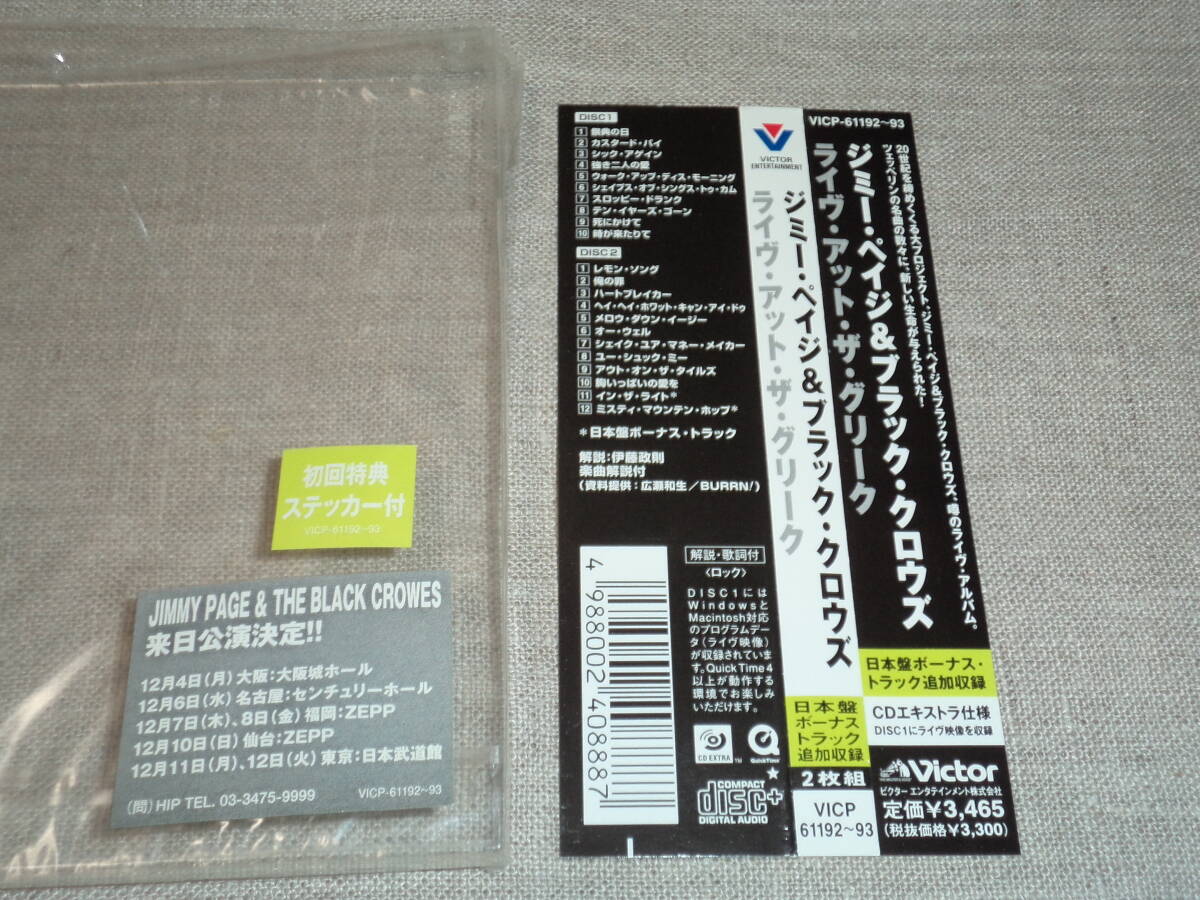 初回特典
ステッカー付
VICP-61192~93
JIMMY PAGE & THE BLACK CROWES
来日公演決定!!
12月4日(月) 大阪:大阪城ホール
12月6日(水) 名古屋:センチュリーホール
12月7日(木)、8日(金) 福岡:ZEPP
12月10日(日) 仙台:ZEPP
12月11日(月)、12日(火) 東京:日本武道館
(問) HIP TEL. 03-3475-9999
VICP-61192~93
DISC 1
1 祭典の日
2 カスタード・パイ
3 シック・アゲイン
4 強き二人の愛
5 ウォーク・アップ・ディス・モーニング
6 シェイプス・オブ・シングス・トゥ・カム
7 スロッピー・ドランク
8 テン・イヤーズ・ゴーン
9 死にかけて
10 時が来たりて
DISC 2
1 レモン・ソング
2 俺の罪
3 ハートブレイカー
4 ヘイ・ヘイ・ホワット・キャン・アイ・ドゥ
5 メロウ・ダウン・イージー
6 オー・ウェル
7 シェイク・ユア・マネー・メイカー
8 ユー・シュック・ミー
9 アウト・オン・ザ・タイルズ
10 胸いっぱいの愛を
11 イン・ザ・ライト*
12 ミスティ・マウンテン・ホップ*
*日本盤ボーナス・トラック
解説:伊藤政則
楽曲解説付
(資料提供:広瀬和生/BURRN!)
4 988002 408887
解説・歌詞付
〈ロック〉
DISC 1には
Windowsと
Macintosh対応
のプログラムデー
タ(ライヴ映像)
が収録されていま
す。QuickTime 4
以上が動作する
環境でお楽しみ
いただけます。
CD EXTRA
TM
QuickTime
COMPACT
disc+
DIGITAL AUDIO
VICTOR
ENTERTAINMENT
ジミー・ペイジ&ブラック・クロウズ
ライヴ・アット・ザ・グリーク
日本盤
ボーナス
トラック
追加収録
2枚組
VICP
61192~93
VICP-61192~93
20世紀を締めくくる大プロジェクト、ジミー・ペイジ&ブラック・クロウズ、噂のライヴ・アルバム。
ツェッペリンの名曲の数々に、新しい生命が与えられた!
ジミー・ペイジ&ブラック・クロウズ
ライヴ・アット・ザ・グリーク
日本盤ボーナス・
トラック追加収録
CDエキストラ仕様
DISC 1にライヴ映像を収録
Victor
ビクター エンタテインメント株式会社
定価¥3,465
(税抜価格¥3,300)